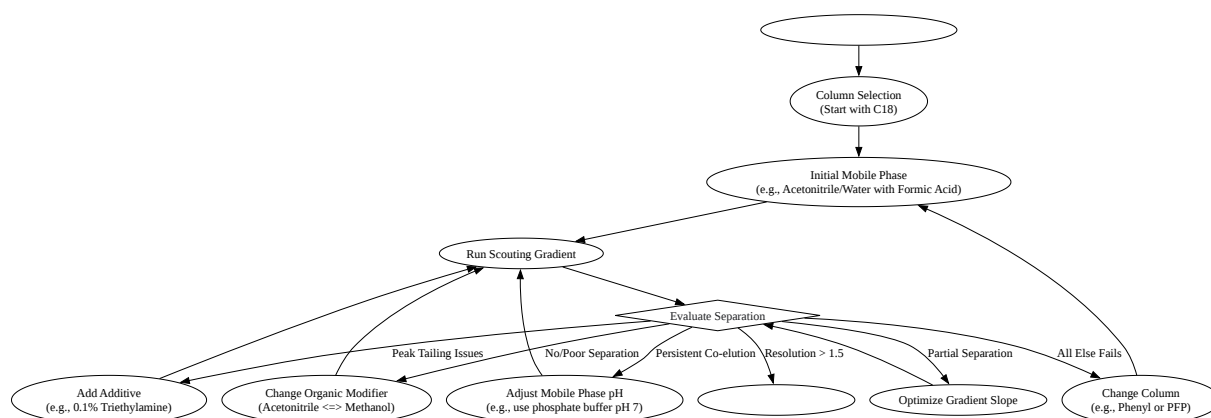 Column Selection
(Start with C18)
Initial Mobile Phase
(e.g., Acetonitrile/Water with Formic Acid)
Run Scouting Gradient
Evaluate Separation
Peak Tailing Issues
No/Poor Separation
Persistent Co-elution
Resolution > 1.5
Partial Separation
All Else Fails
Add Additive
(e.g., 0.1% Triethylamine)
Change Organic Modifier
(Acetonitrile <=> Methanol)
Adjust Mobile Phase pH
(e.g., use phosphate buffer pH 7)
Optimize Gradient Slope
Change Column
(e.g., Phenyl or PFP)